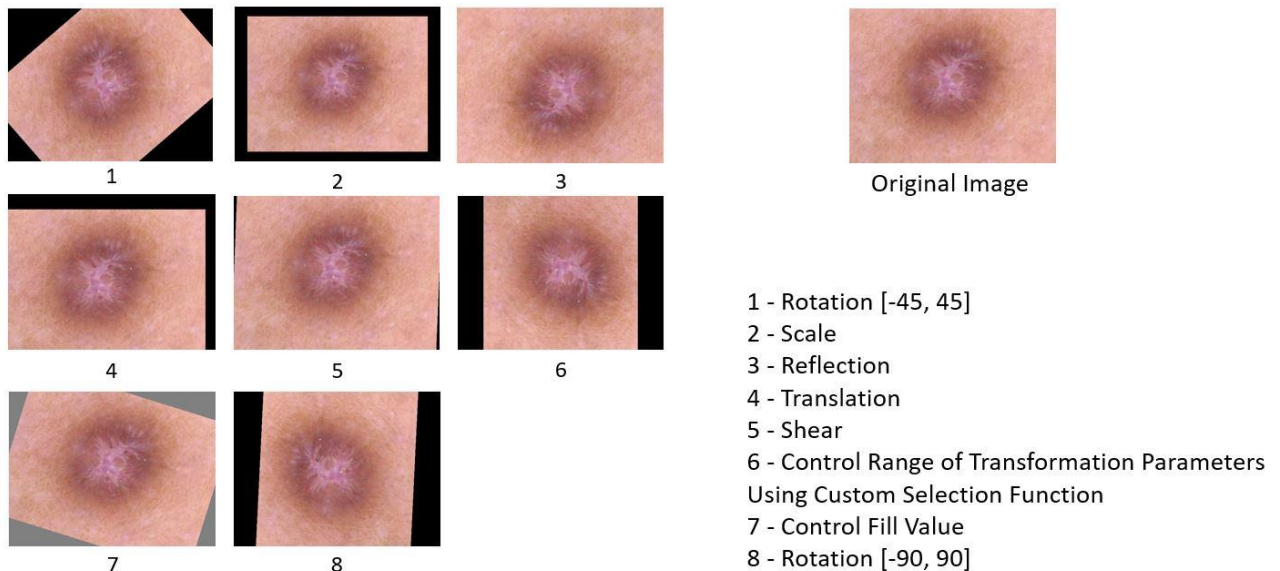 1
2
3
Original Image
4
5
6
7
8
1 - Rotation [-45, 45]
2 - Scale
3 - Reflection
4 - Translation
5 - Shear
6 - Control Range of Transformation Parameters
Using Custom Selection Function
7 - Control Fill Value
8 - Rotation [-90, 90]